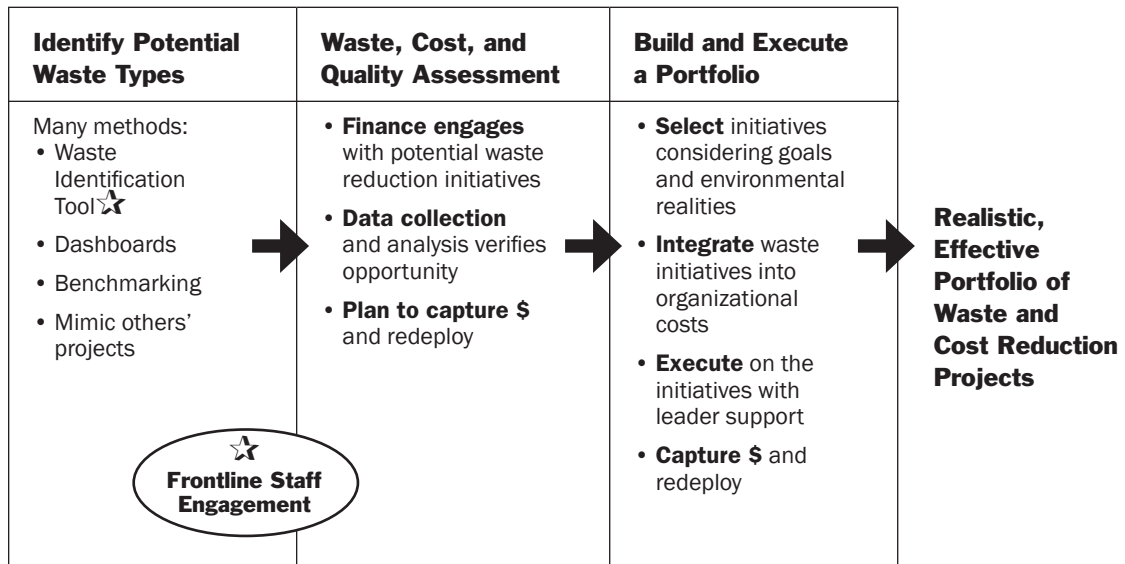 Identify Potential
Waste Types
Many methods:
• Waste
Identification
Tool☆
• Dashboards
• Benchmarking
• Mimic others'
projects
☆
Frontline Staff
Engagement
Waste, Cost, and
Quality Assessment
• Finance engages
with potential waste
reduction initiatives
• Data collection
and analysis verifies
opportunity
• Plan to capture $
and redeploy
Build and Execute
a Portfolio
• Select initiatives
considering goals
and environmental
realities
• Integrate waste
initiatives into
organizational
costs
• Execute on the
initiatives with
leader support
• Capture $ and
redeploy
Realistic,
Effective
Portfolio of
Waste and
Cost Reduction
Projects